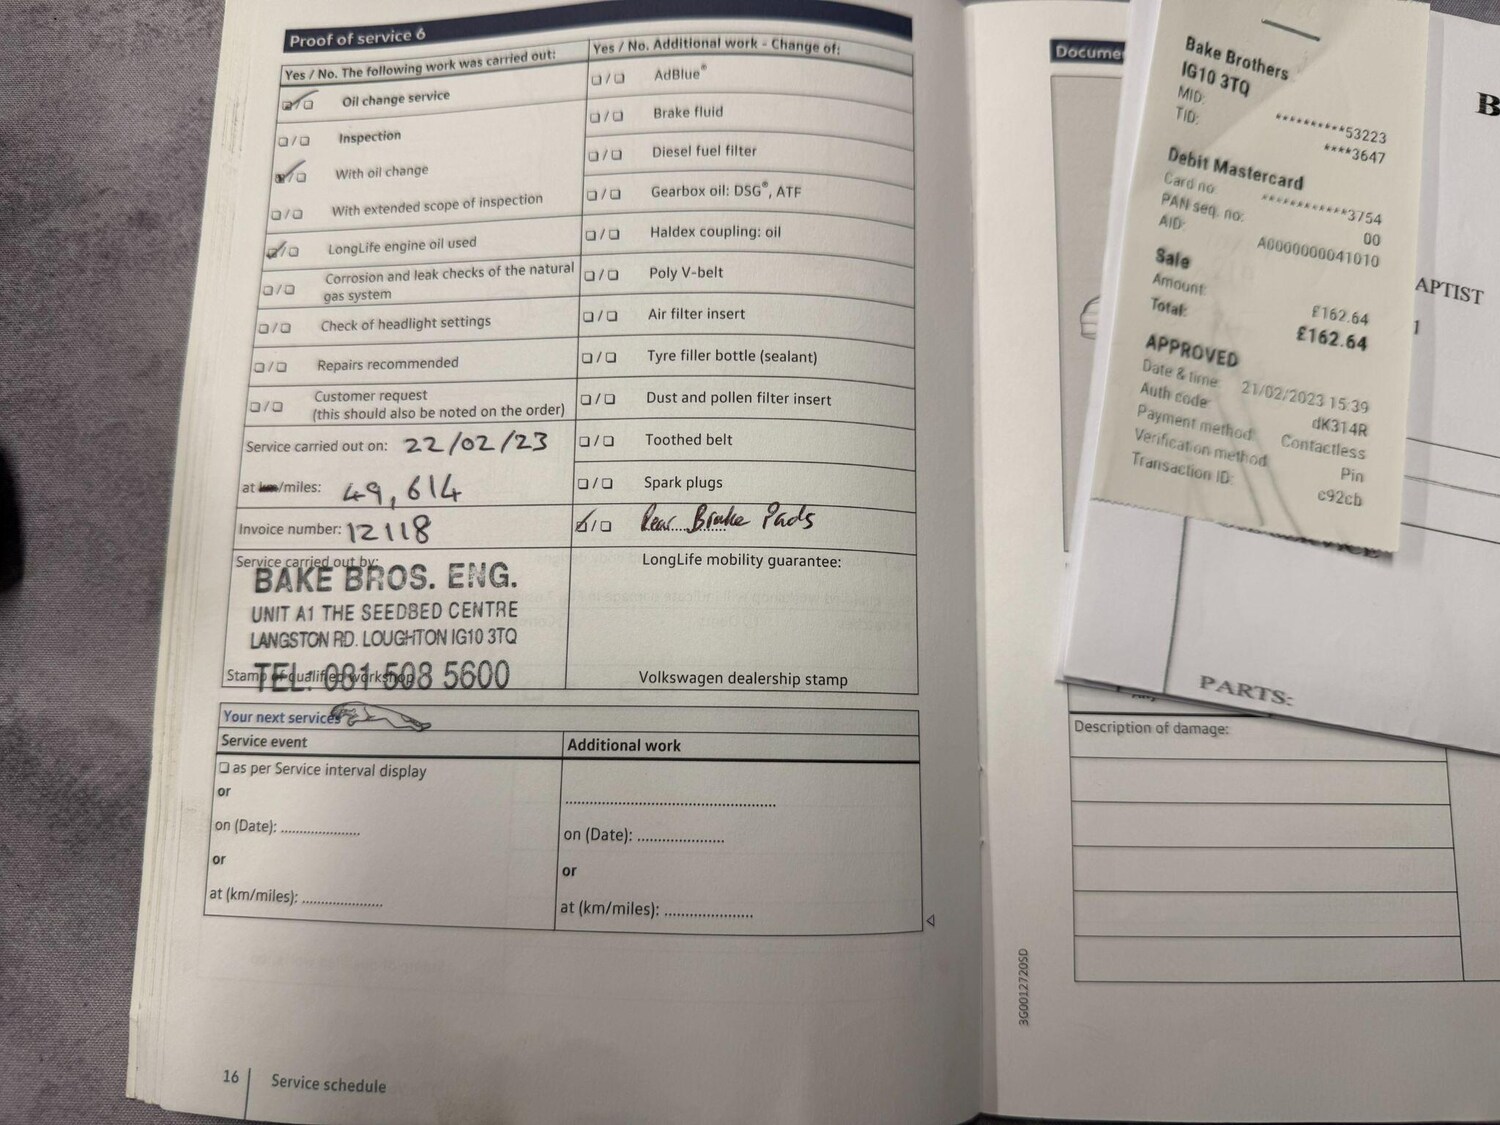 Proof of service 6
Yes / No. The following work was carried out:
Oil change service
Inspection
With oil change
With extended scope of inspection
LongLife engine oil used
Corrosion and leak checks of the natural
gas system
Check of headlight settings
Repairs recommended
Customer request
(this should also be noted on the order)
Service carried out on: 22/02/23
at km/miles: 49,614
Invoice number: 12118
Service carried out by:
BAKE BROS. ENG.
UNIT A1 THE SEEDBED CENTRE
LANGSTON RD. LOUGHTON IG10 3TQ
TEL: 081 508 5600
Stamp of qualified workshop
Yes / No. Additional work - Change of:
AdBlue®
Brake fluid
Diesel fuel filter
Gearbox oil: DSG®, ATF
Haldex coupling: oil
Poly V-belt
Air filter insert
Tyre filler bottle (sealant)
Dust and pollen filter insert
Toothed belt
Spark plugs
Rear Brake Pads
LongLife mobility guarantee:
Volkswagen dealership stamp
Your next services
Service event
as per Service interval display
or
on (Date): ....................
or
at (km/miles): ....................
Additional work
on (Date): ......................
or
at (km/miles): ......................
16 Service schedule
Docume
Bake Brothers
IG10 3TQ
MID: **********53223
TID: ****3647
Debit Mastercard
Card no ************3754
PAN seq. no: 00
AID: A0000000041010
Sale
Amount: £162.64
Total: £162.64
APPROVED
Date & time 21/02/2023 15:39
Auth code dK314R
Payment method Contactless
Verification method Pin
Transaction ID: c92cb
B
APTIST
1
PARTS:
Description of damage:
3G0012720SD